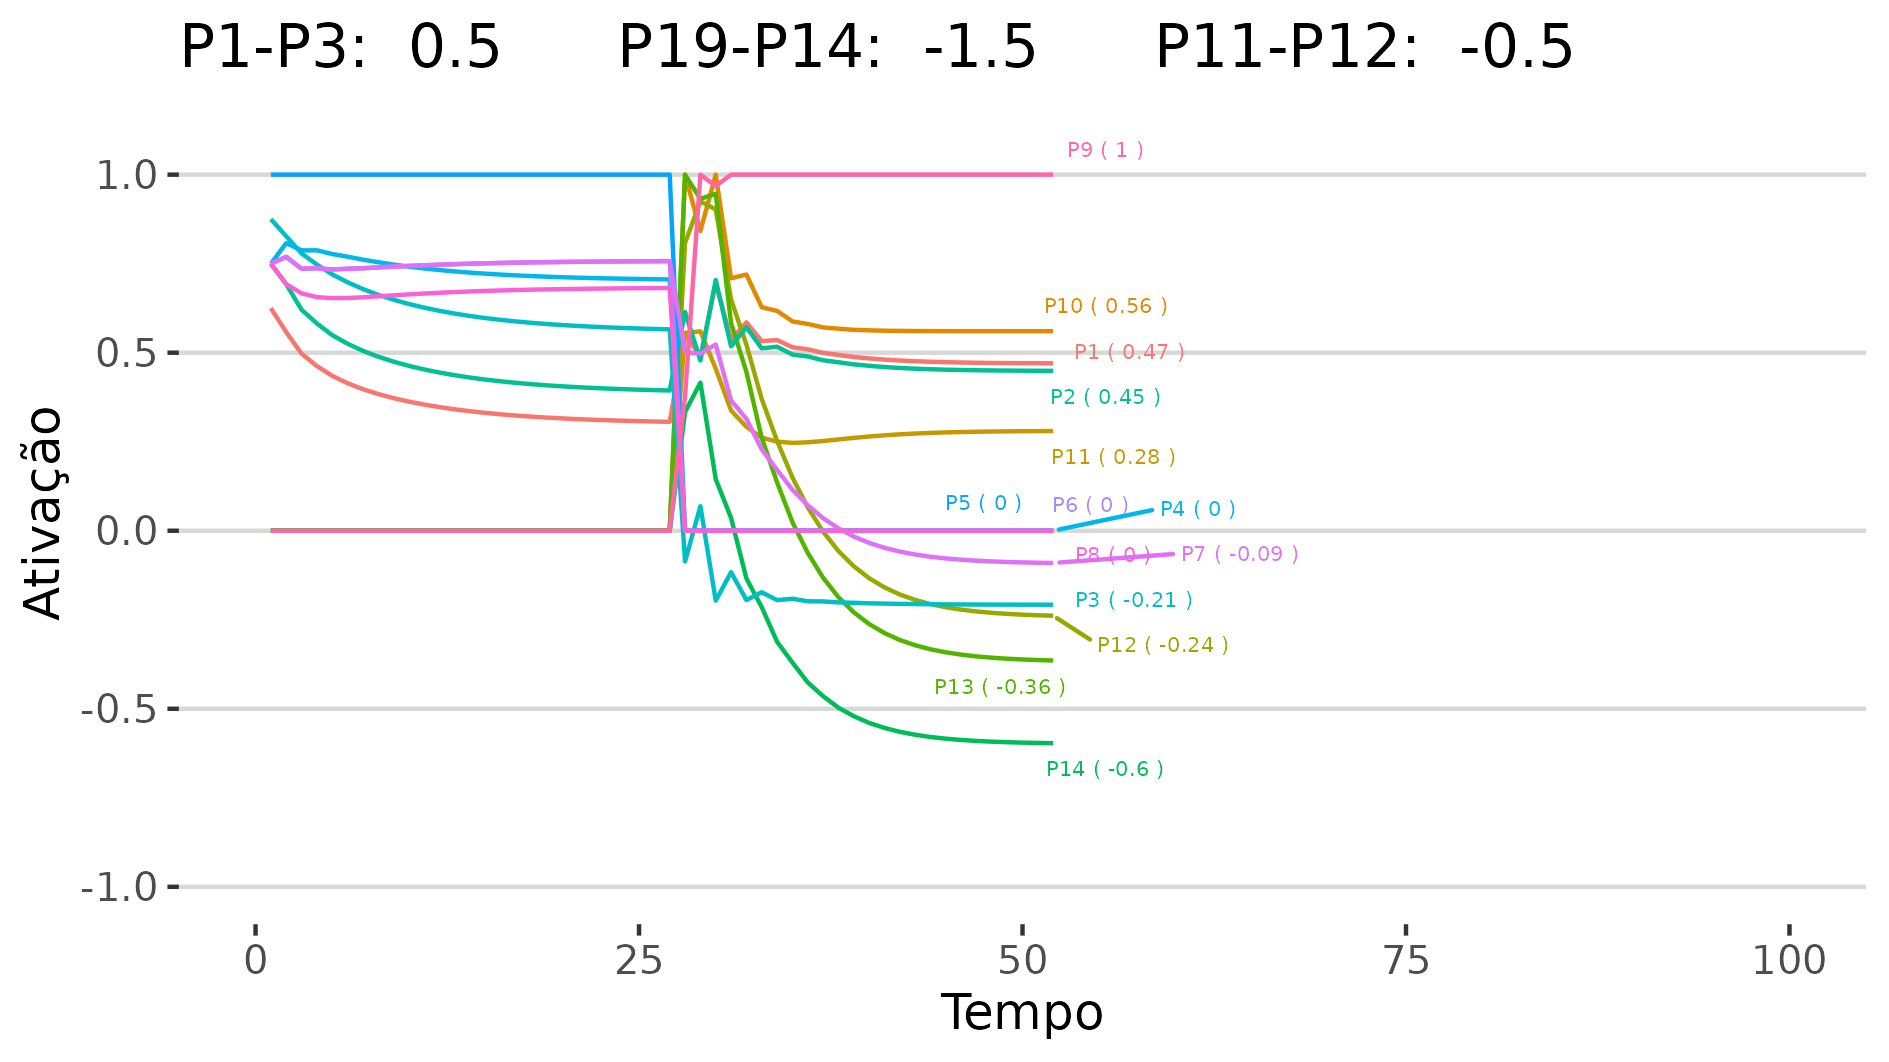 P1-P3: 0.5 P19-P14: -1.5 P11-P12: -0.5
P9 ( 1 )
1.0
P10 ( 0.56 )
0.5
P1 ( 0.47 )
P2 ( 0.45 )
P11 ( 0.28 )
P5 ( 0 ) P6 ( 0 ) P4 ( 0 )
0.0
P8 ( 0 ) P7 ( -0.09 )
P3 ( -0.21 )
P12 ( -0.24 )
P13 ( -0.36 )
-0.5
P14 ( -0.6 )
-1.0
Ativação
0 25 50 75 100
Tempo